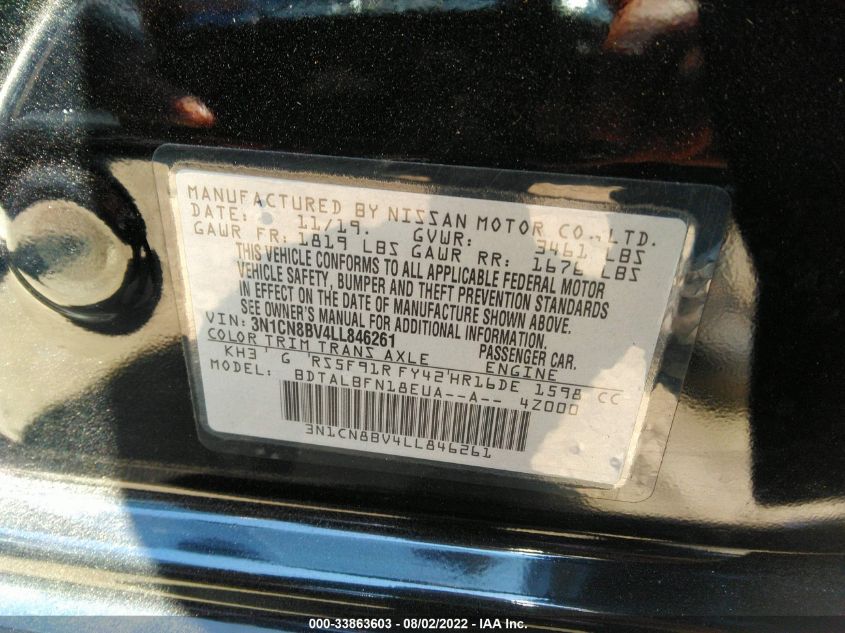 MANUFACTURED BY NISSAN MOTOR CO., LTD.
DATE: 11/19. GVWR: 3461 LBS
GAWR FR: 1819 LBS GAWR RR: 1676 LBS
THIS VEHICLE CONFORMS TO ALL APPLICABLE FEDERAL MOTOR
VEHICLE SAFETY, BUMPER AND THEFT PREVENTION STANDARDS
IN EFFECT ON THE DATE OF MANUFACTURE SHOWN ABOVE.
SEE OWNER'S MANUAL FOR ADDITIONAL INFORMATION.
VIN: 3N1CN8BV4LL846261 PASSENGER CAR.
COLOR TRIM TRANS AXLE ENGINE
KH3' G 'RS5F91R FY42'HR16DE 1598 CC
MODEL: BDTALBFN18EUA--A-- 42000
3N1CN8BV4LL846261
000-33863603 - 08/02/2022 - IAA Inc.